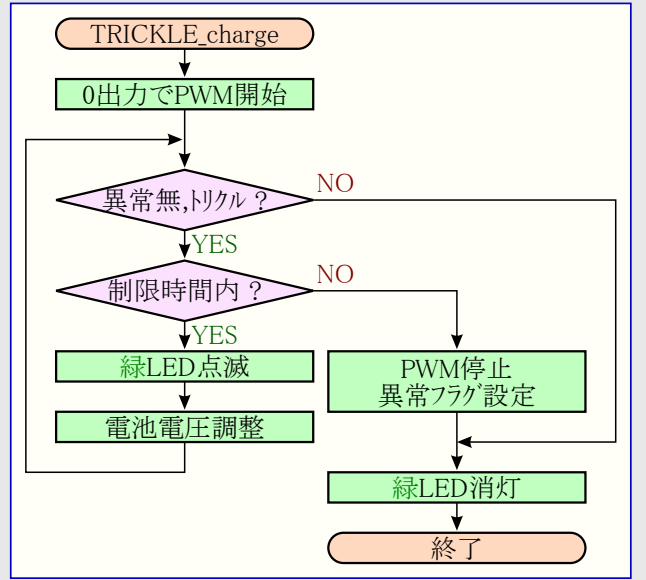 TRICKLE_charge
0出力でPWM開始
異常無,トリクル ?
NO
YES
制限時間内 ?
NO
YES
緑LED点滅
PWM停止
異常フラグ設定
電池電圧調整
緑LED消灯
終了